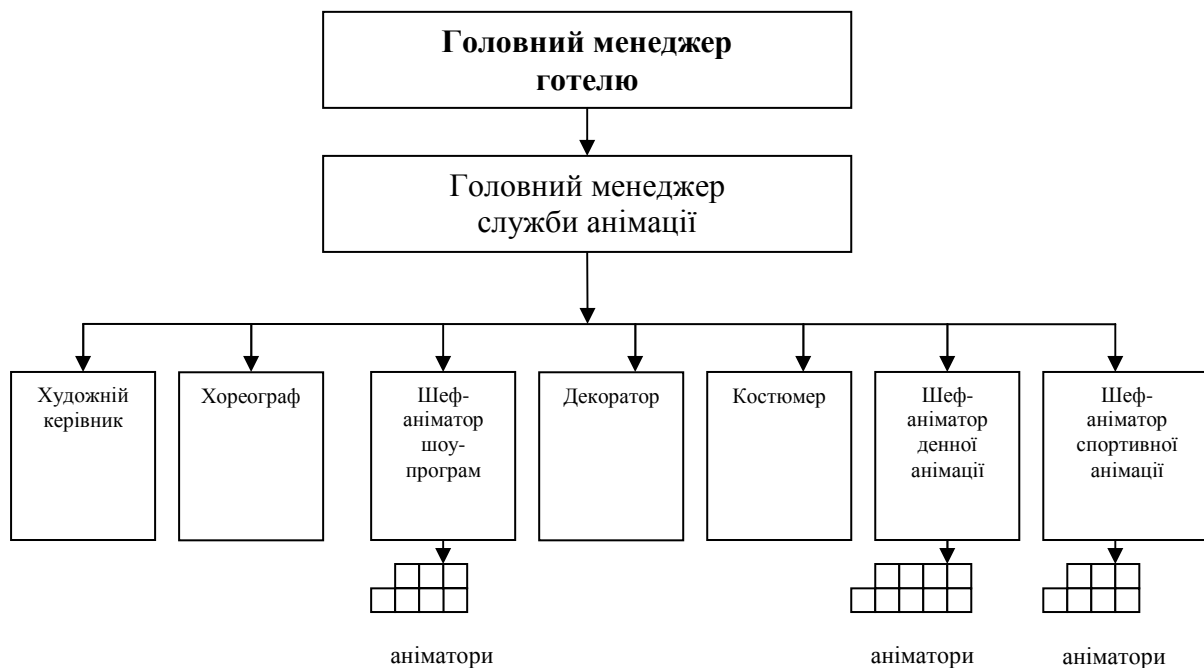 Головний менеджер
готелю
Головний менеджер
служби анімації
Художній
керівник
Хореограф
Шеф-
аніматор
шоу-
програм
Декоратор
Костюмер
Шеф-
аніматор
денної
анімації
Шеф-
аніматор
спортивної
анімації
аніматори
аніматори
аніматори